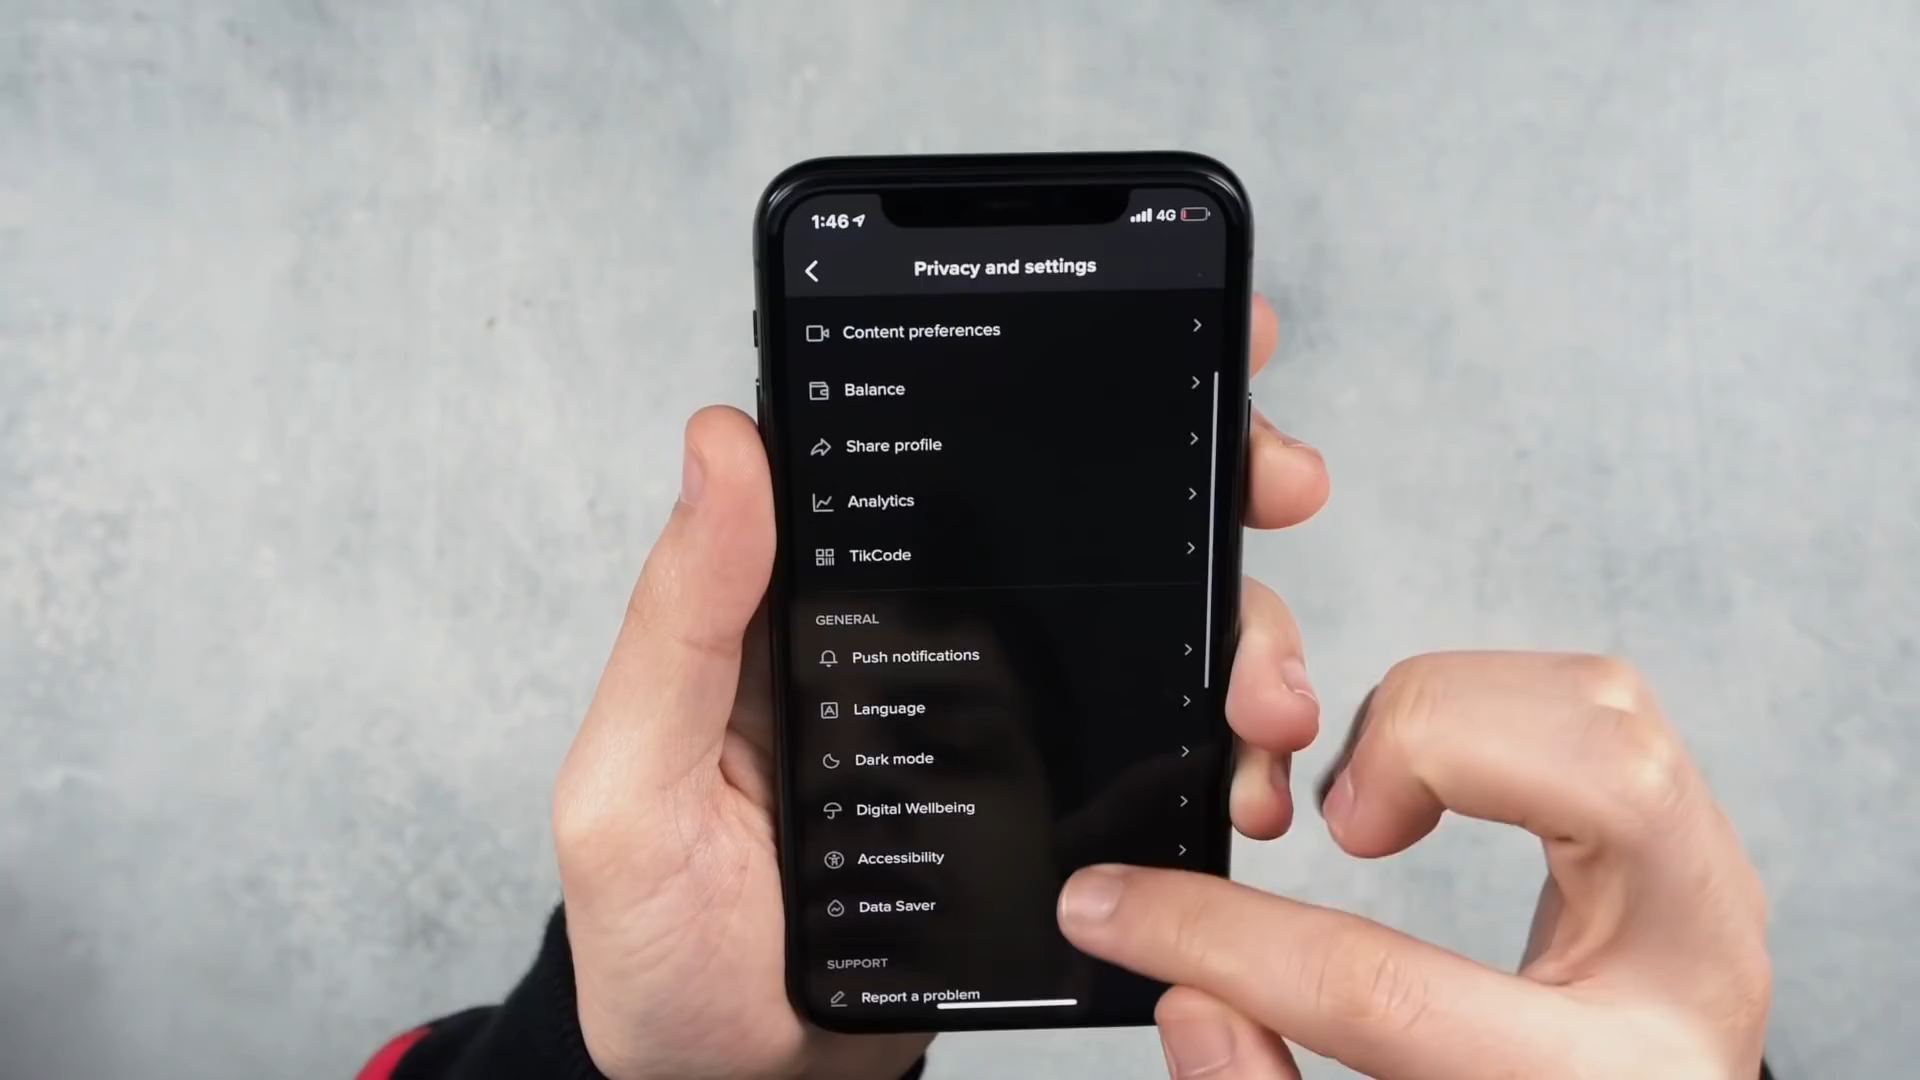 1:46 4G
Privacy and settings
Content preferences
Balance
Share profile
Analytics
TikCode
GENERAL
Push notifications
Language
Dark mode
Digital Wellbeing
Accessibility
Data Saver
SUPPORT
Report a problem